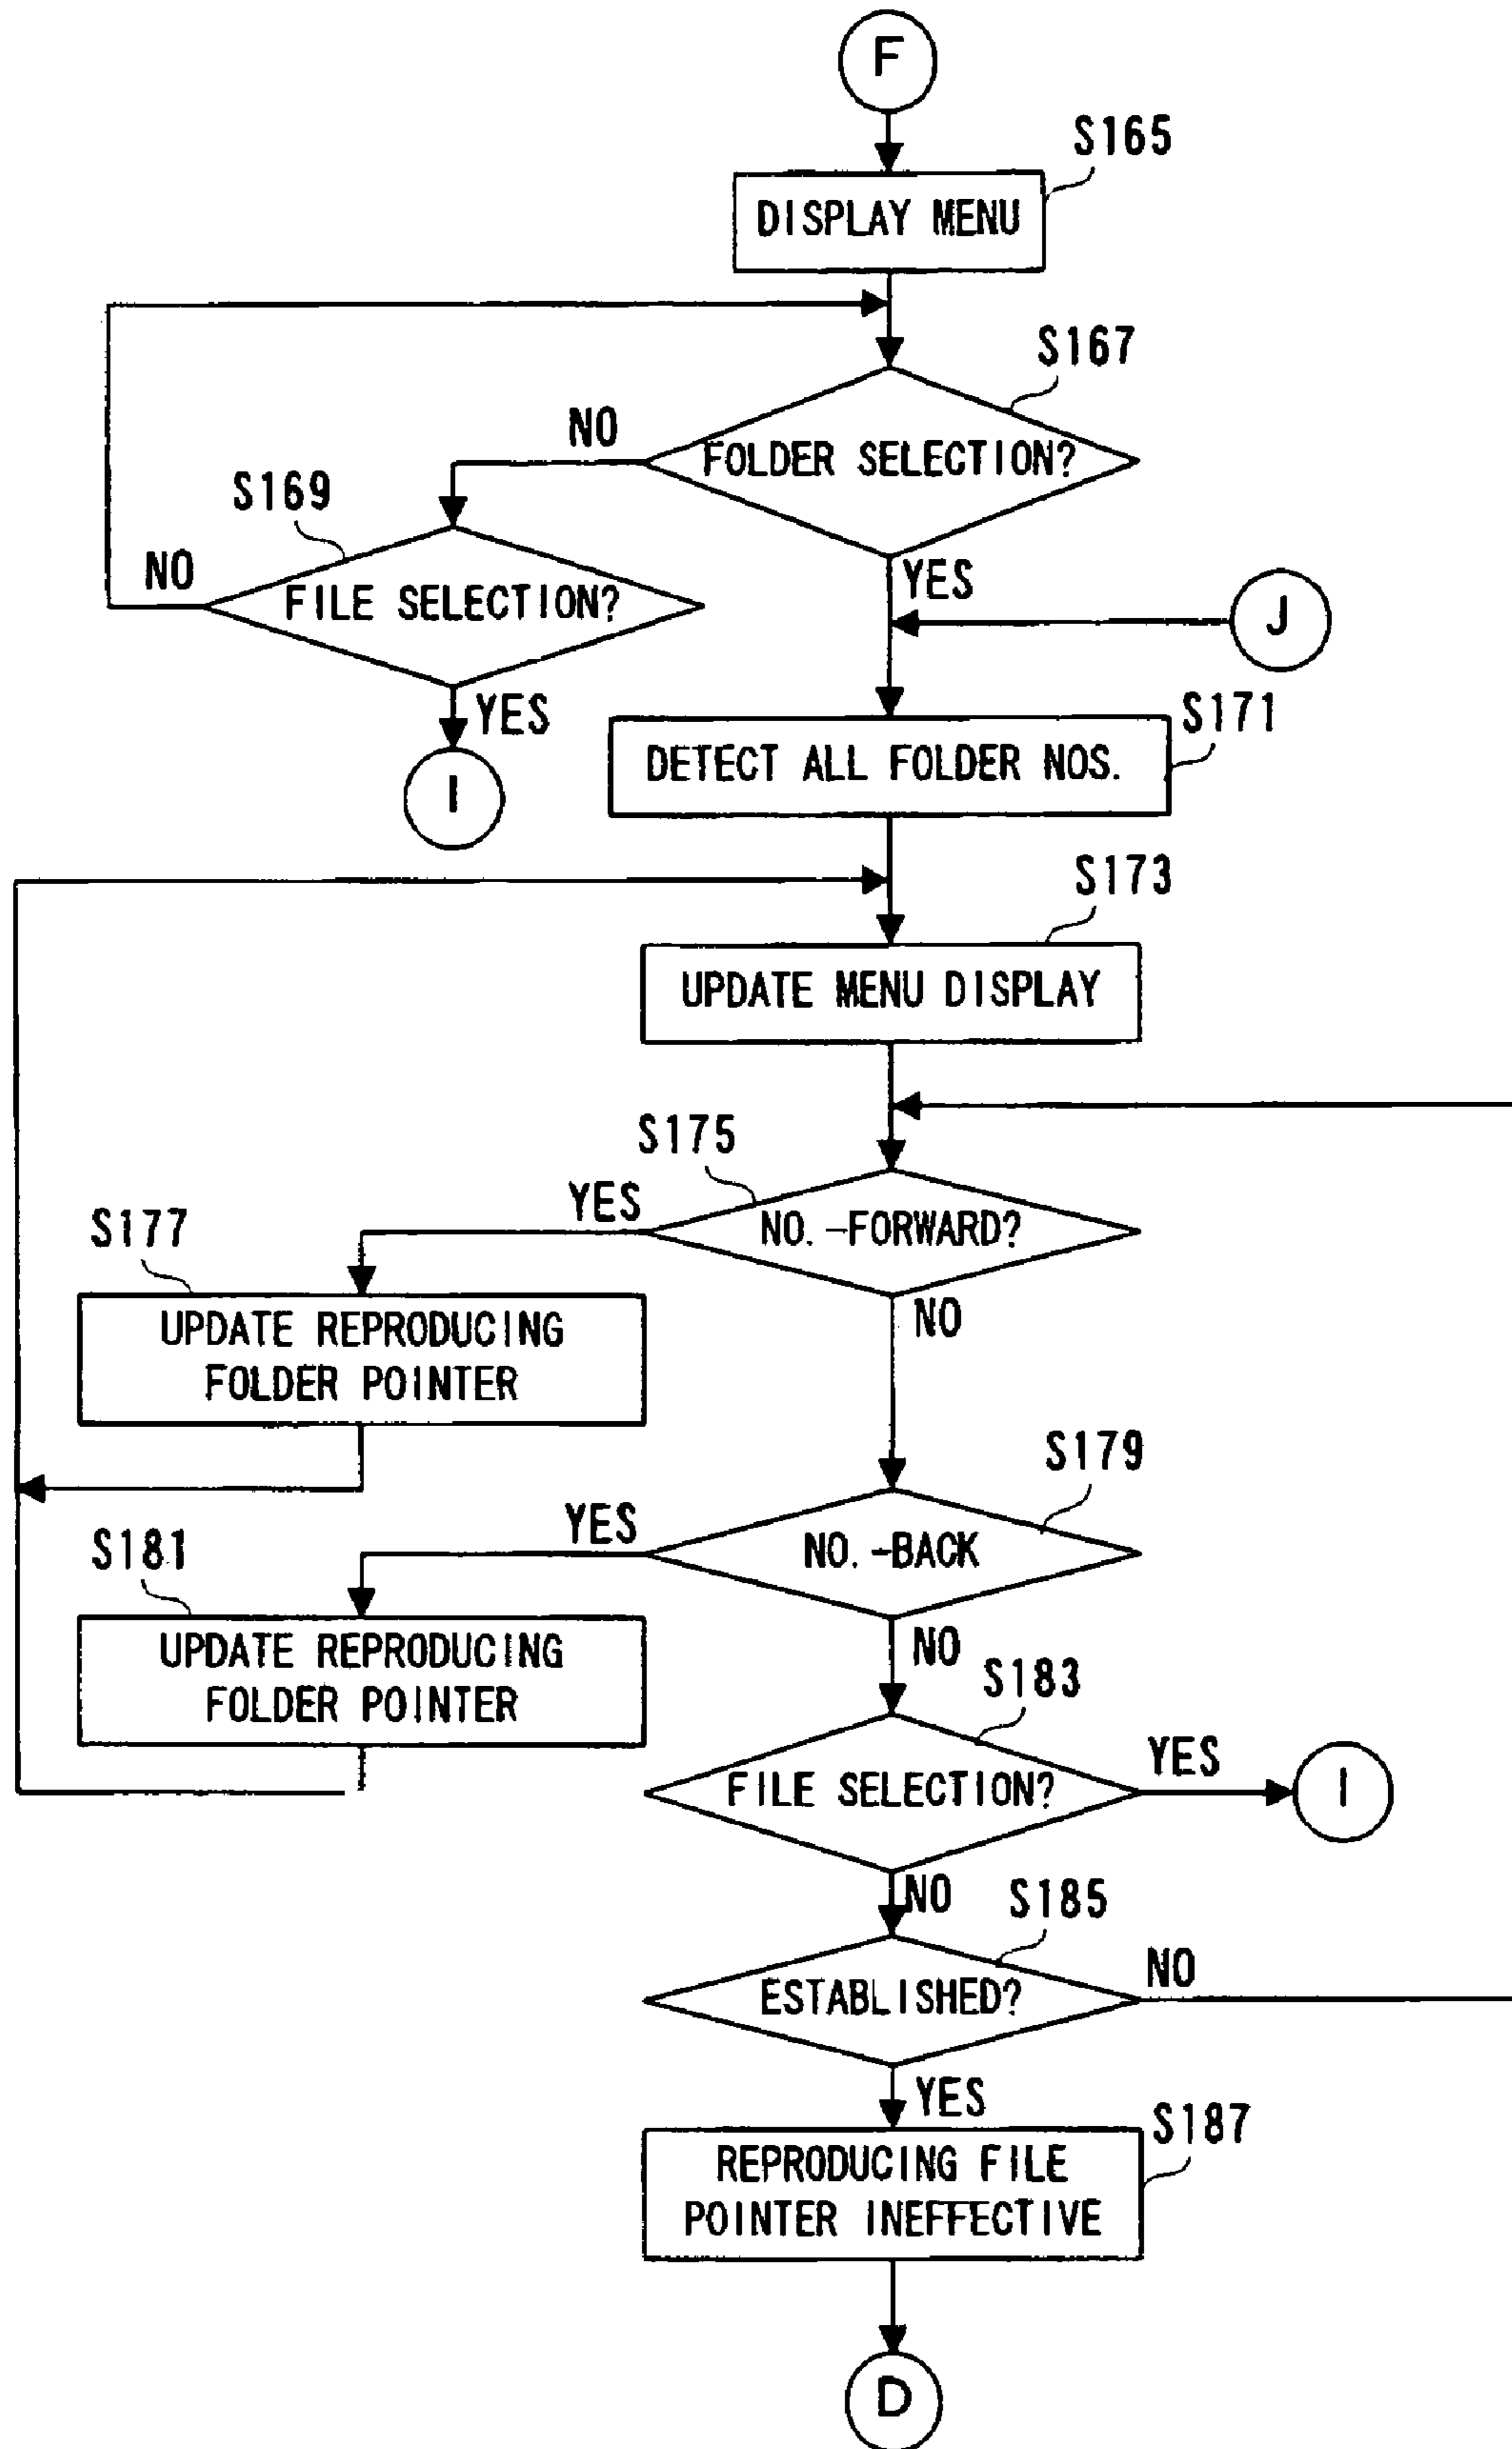 F
S165
DISPLAY MENU
S167
NO
FOLDER SELECTION?
S169
NO
FILE SELECTION?
YES
J
YES
I
S171
DETECT ALL FOLDER NOS.
S173
UPDATE MENU DISPLAY
S175
YES
NO.-FORWARD?
S177
NO
UPDATE REPRODUCING
FOLDER POINTER
S179
YES
NO.-BACK
S181
NO
UPDATE REPRODUCING
FOLDER POINTER
S183
YES
FILE SELECTION?
I
NO
S185
NO
ESTABLISHED?
YES
S187
REPRODUCING FILE
POINTER INEFFECTIVE
D